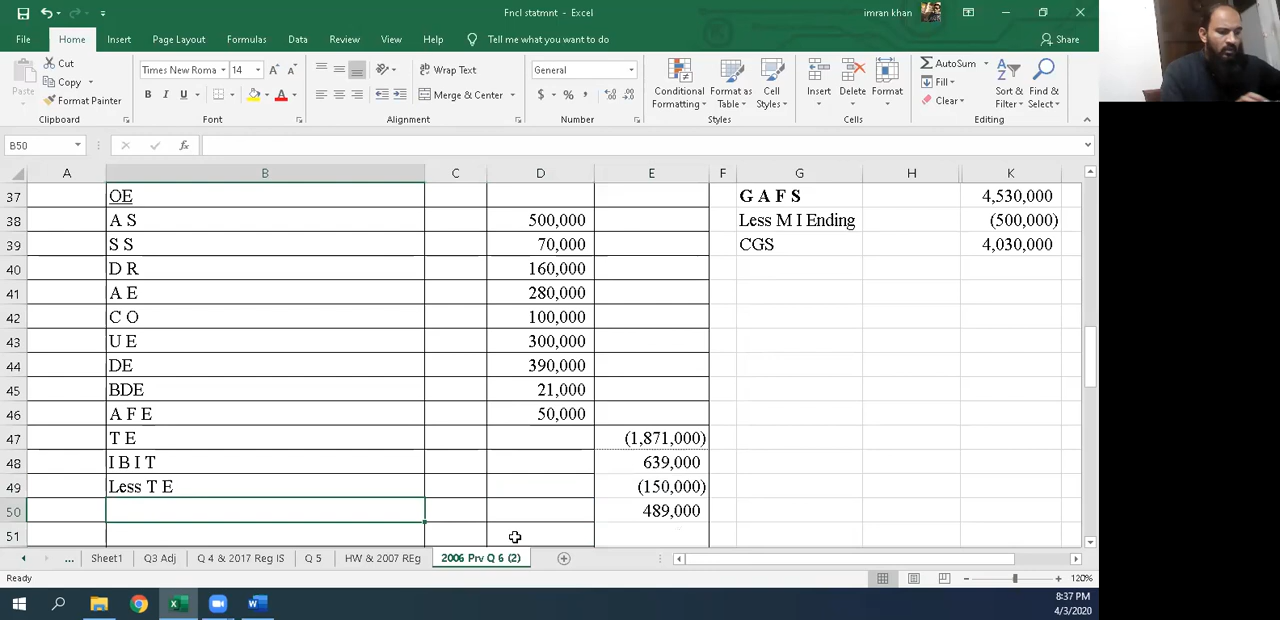 Fncl statmnt - Excel
imran khan
File Home Insert Page Layout Formulas Data Review View Help Tell me what you want to do Share
Paste
Cut
Copy
Format Painter
Clipboard
Times New Roma 14
B I U
Font
Wrap Text
Merge & Center
Alignment
General
$ % ,
Number
Conditional Formatting
Format as Table
Cell Styles
Styles
Insert Delete Format
Cells
AutoSum
Fill
Clear
Sort & Filter
Find & Select
Editing
B50 fx
A B C D E F G H K
37 OE G A F S 4,530,000
38 A S 500,000 Less M I Ending (500,000)
39 S S 70,000 CGS 4,030,000
40 D R 160,000
41 A E 280,000
42 C O 100,000
43 U E 300,000
44 DE 390,000
45 BDE 21,000
46 A F E 50,000
47 T E (1,871,000)
48 I B I T 639,000
49 Less T E (150,000)
50 489,000
51
... Sheet1 Q3 Adj Q 4 & 2017 Reg IS Q 5 HW & 2007 REg 2006 Prv Q 6 (2)
Ready 120%
8:37 PM
4/3/2020